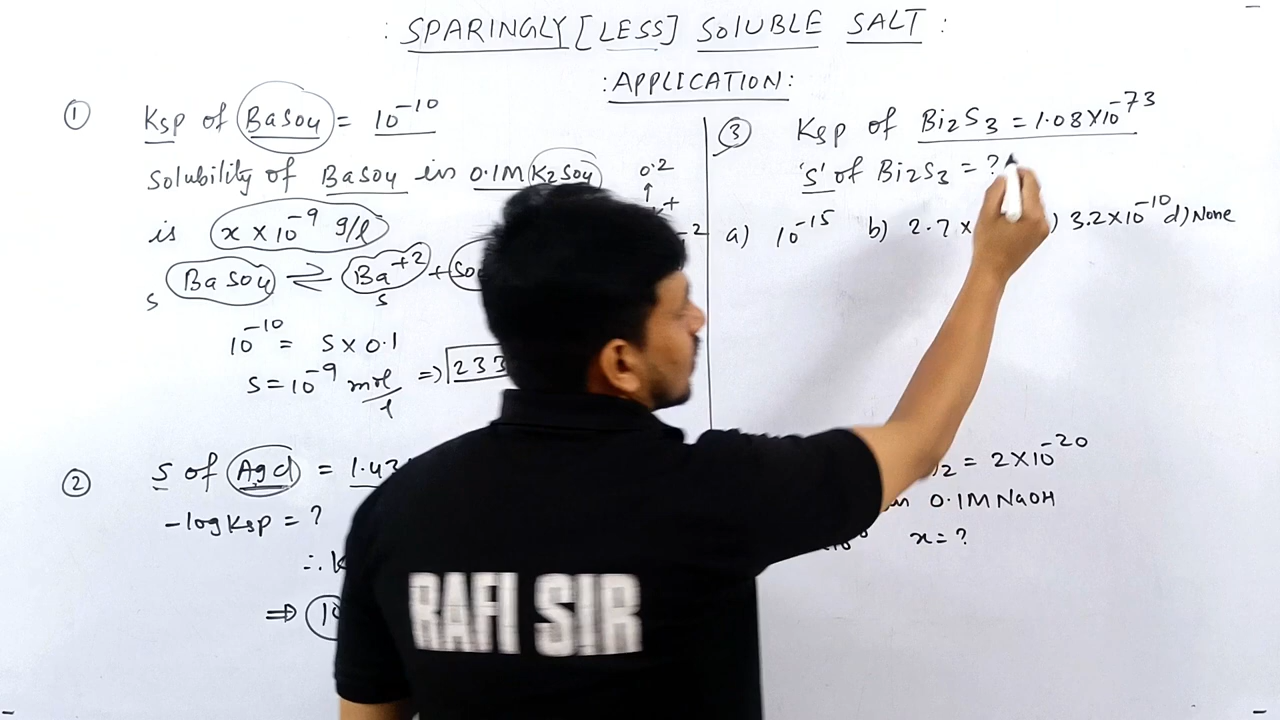 : SPARINGLY [LESS] SOLUBLE SALT :
: APPLICATION :
① Ksp of BaSO4 = 10^-10
Solubility of BaSO4 in 0.1M K2SO4
is x × 10^-9 g/l
S BaSO4 ⇌ Ba^+2 + SO4
S
0.2
↑
+
-2
10^-10 = S × 0.1
S = 10^-9 mol/l ⇒ 233
② S of AgCl = 1.43
-log Ksp = ?
∴ K
⇒ 10
③ Ksp of Bi2S3 = 1.08×10^-73
'S' of Bi2S3 = ?
a) 10^-15 b) 2.7 × ) 3.2×10^-10 d) None
2 = 2×10^-20
in 0.1M NaOH
x = ?
RAFI SIR